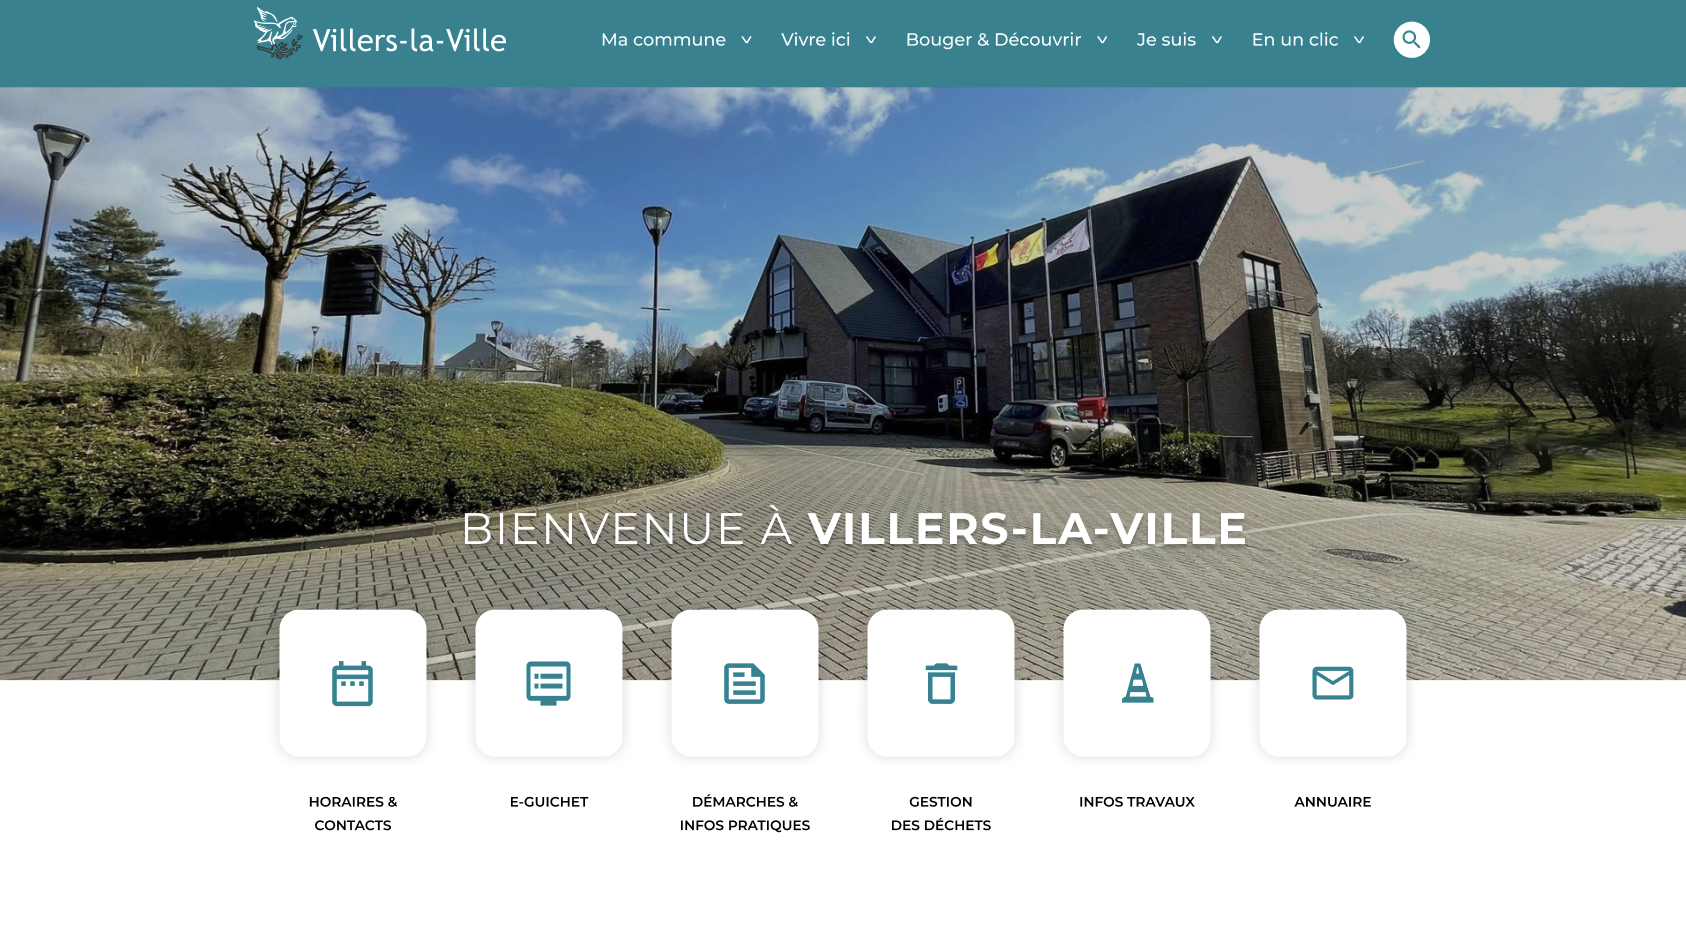 Villers-la-Ville
Ma commune
Vivre ici
Bouger & Découvrir
Je suis
En un clic
BIENVENUE À VILLERS-LA-VILLE
HORAIRES &
CONTACTS
E-GUICHET
DÉMARCHES &
INFOS PRATIQUES
GESTION
DES DÉCHETS
INFOS TRAVAUX
ANNUAIRE